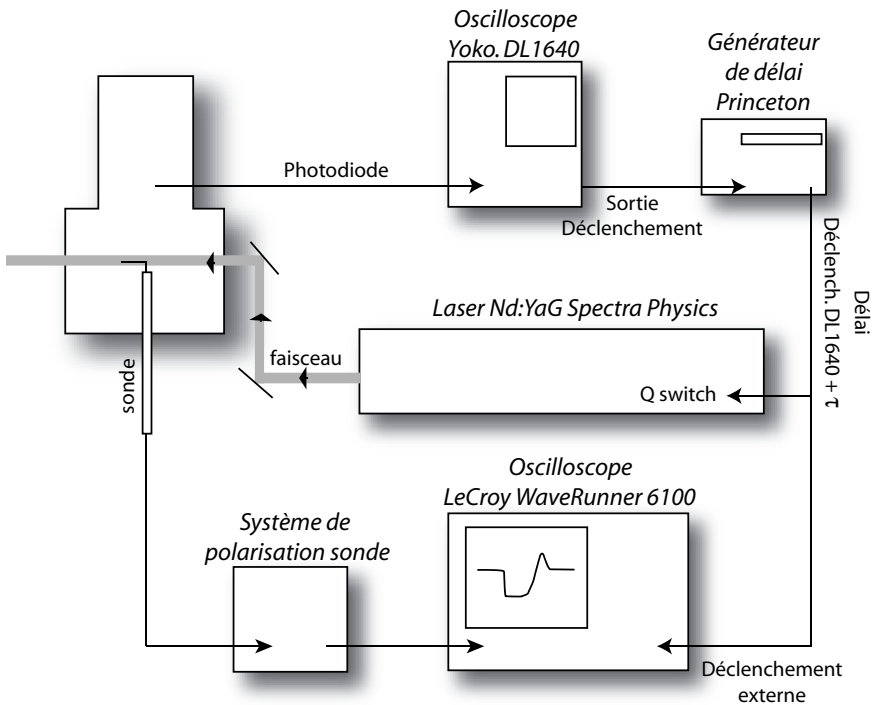 Oscilloscope
Yoko. DL1640
Générateur
de délai
Princeton
Photodiode
Sortie
Déclenchement
Délai
Déclench. DL1640 + τ
Laser Nd:YaG Spectra Physics
faisceau
Q switch
sonde
Oscilloscope
LeCroy WaveRunner 6100
Système de
polarisation sonde
Déclenchement
externe